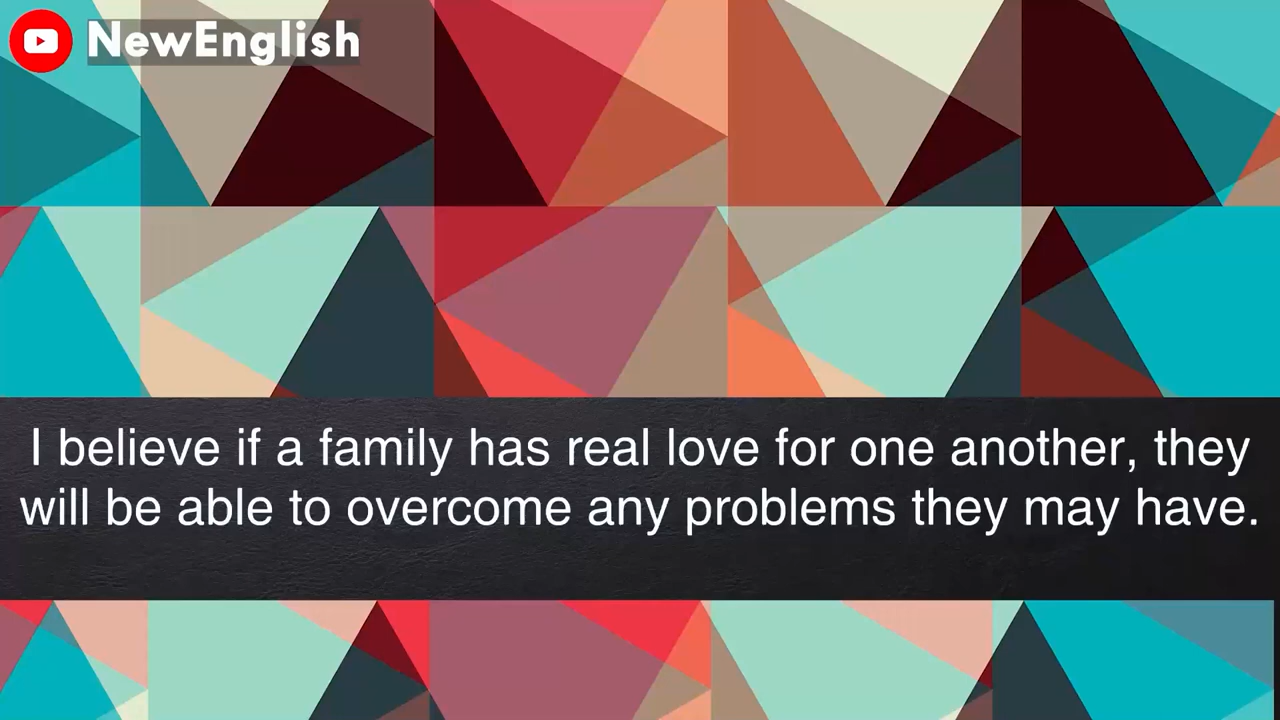 NewEnglish
I believe if a family has real love for one another, they
will be able to overcome any problems they may have.